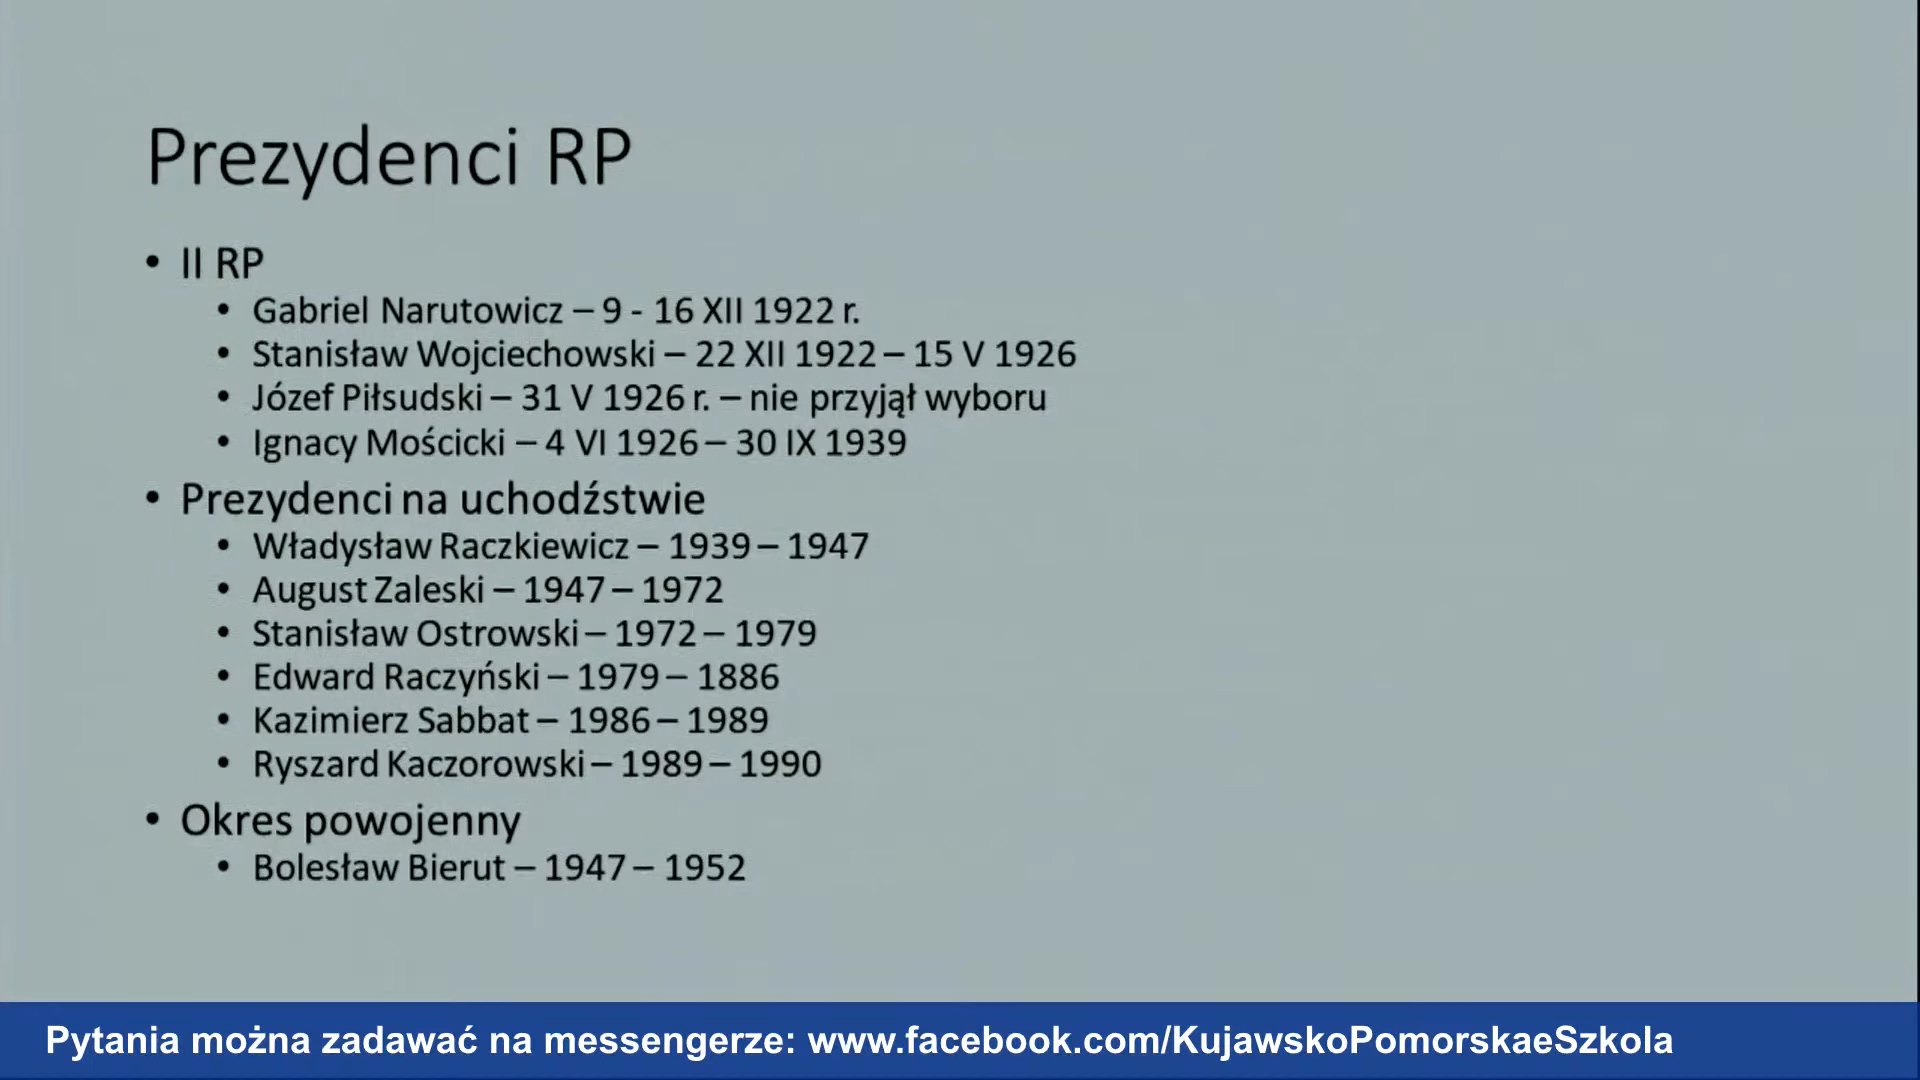 Prezydenci RP
• II RP
• Gabriel Narutowicz – 9 - 16 XII 1922 r.
• Stanisław Wojciechowski – 22 XII 1922 – 15 V 1926
• Józef Piłsudski – 31 V 1926 r. – nie przyjął wyboru
• Ignacy Mościcki – 4 VI 1926 – 30 IX 1939
• Prezydenci na uchodźstwie
• Władysław Raczkiewicz – 1939 – 1947
• August Zaleski – 1947 – 1972
• Stanisław Ostrowski – 1972 – 1979
• Edward Raczyński – 1979 – 1886
• Kazimierz Sabbat – 1986 – 1989
• Ryszard Kaczorowski – 1989 – 1990
• Okres powojenny
• Bolesław Bierut – 1947 – 1952
Pytania można zadawać na messengerze: www.facebook.com/KujawskoPomorskaeSzkola